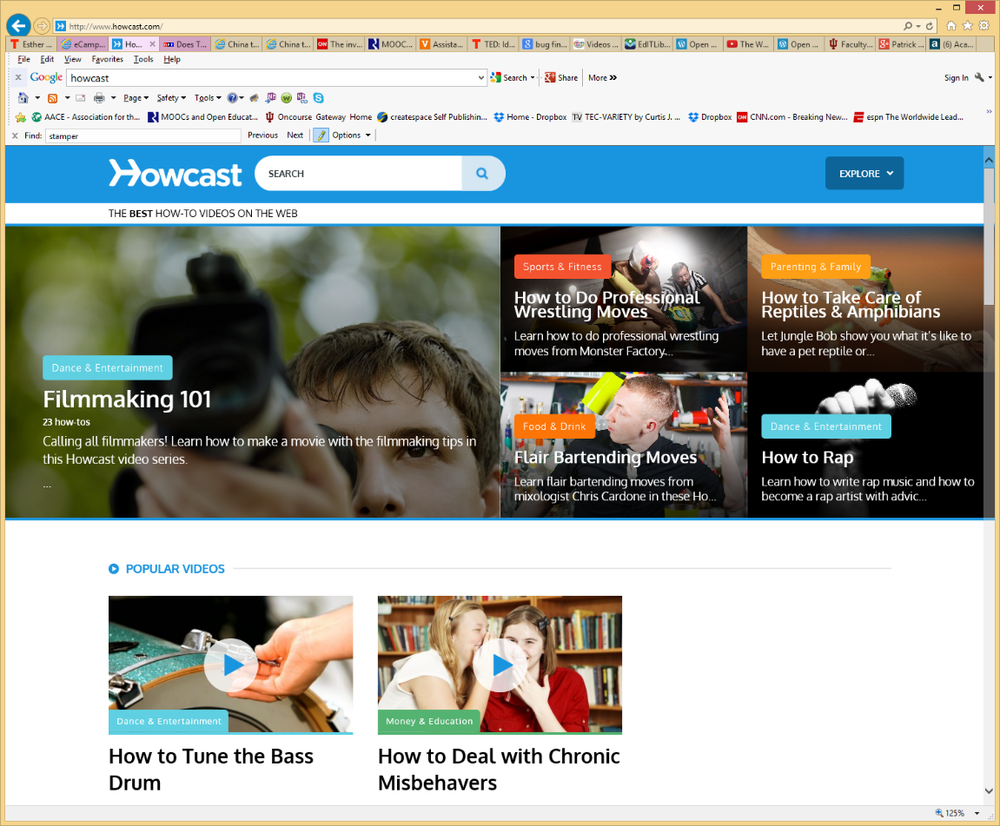 http://www.howcast.com/
Esther ...
eCamp...
Ho...
Does T...
China t...
China t...
The inv...
MOOC...
Assista...
TED: Id...
bug fin...
Videos ...
EdITLib...
Open ...
The W...
Open ...
Faculty...
Patrick ...
(6) Aca...
File Edit View Favorites Tools Help
x Google howcast Search Share More » Sign In
Page Safety Tools
AACE - Association for th... MOOCs and Open Educat... Oncourse Gateway Home createspace Self Publishin... Home - Dropbox TEC-VARIETY by Curtis J. ... Dropbox CNN.com - Breaking New... espn The Worldwide Lead... »
x Find: stamper Previous Next Options
Howcast SEARCH EXPLORE
THE BEST HOW-TO VIDEOS ON THE WEB
Dance & Entertainment
Filmmaking 101
23 how-tos
Calling all filmmakers! Learn how to make a movie with the filmmaking tips in
this Howcast video series.
...
Sports & Fitness
How to Do Professional
Wrestling Moves
Learn how to do professional wrestling
moves from Monster Factory...
Parenting & Family
How to Take Care of
Reptiles & Amphibians
Let Jungle Bob show you what it's like to
have a pet reptile or...
Food & Drink
Flair Bartending Moves
Learn flair bartending moves from
mixologist Chris Cardone in these Ho...
Dance & Entertainment
How to Rap
Learn how to write rap music and how to
become a rap artist with advic...
POPULAR VIDEOS
Dance & Entertainment
How to Tune the Bass
Drum
Money & Education
How to Deal with Chronic
Misbehavers
125%